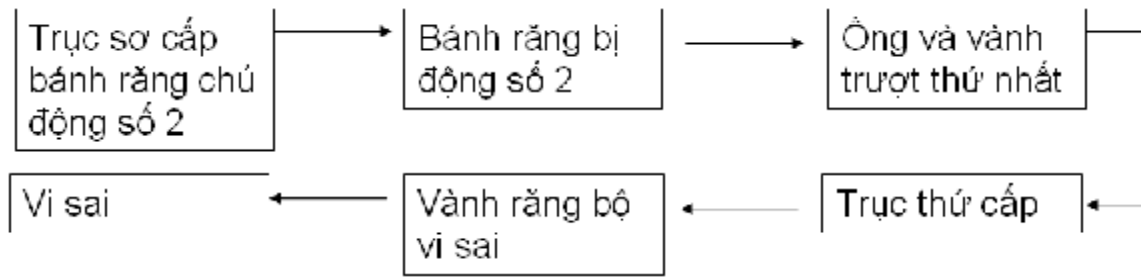 Trục sơ cấp
bánh răng chủ
động số 2
Bánh răng bị
động số 2
Ống và vành
trượt thứ nhất
Vi sai
Vành răng bộ
vi sai
Trục thứ cấp